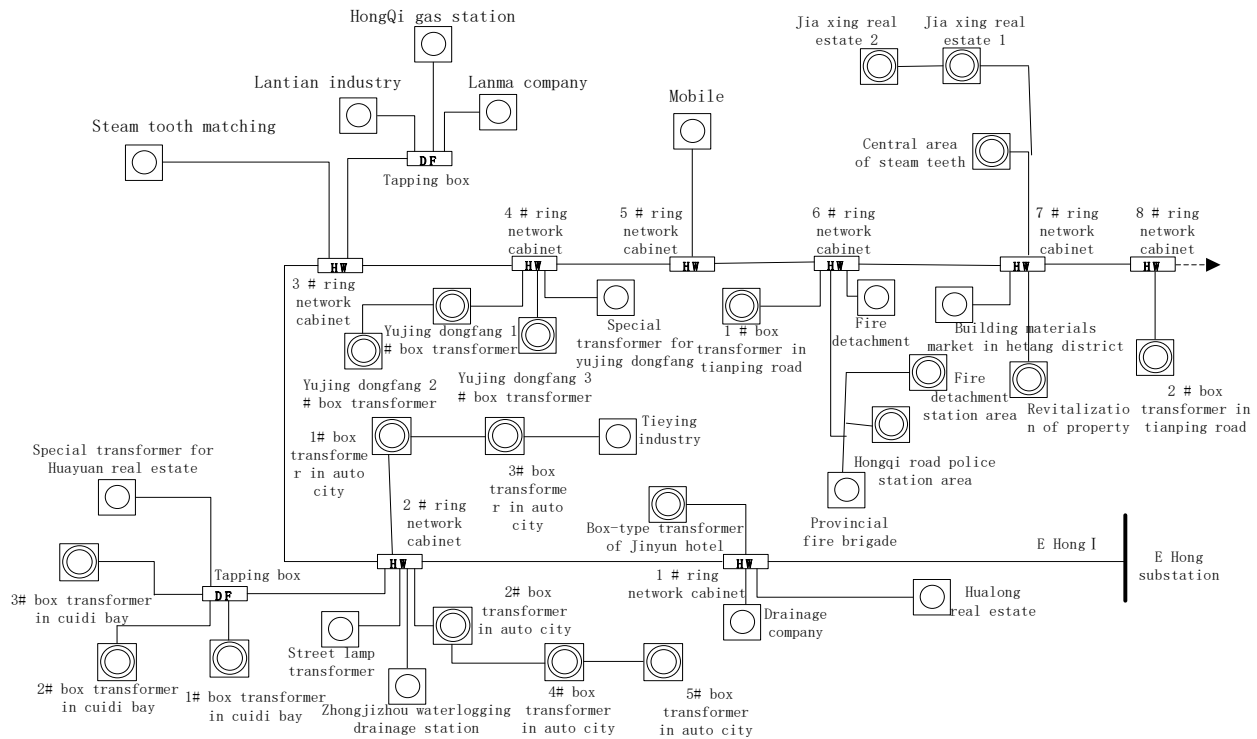 HongQi gas station
Jia xing real
estate 2
Jia xing real
estate 1
Lantian industry
Lanma company
Mobile
Steam tooth matching
Central area
of steam teeth
DF
Tapping box
4 # ring
network
cabinet
5 # ring
network
cabinet
6 # ring
network
cabinet
7 # ring
network
cabinet
8 # ring
network
cabinet
HW
HW
HW
HW
HW
HW
3 # ring
network
cabinet
Yujing dongfang 1
# box transformer
Special
transformer for
yujing dongfang
1 # box
transformer in
tianping road
Fire
detachment
Building materials
market in hetang district
Yujing dongfang 2
# box transformer
Yujing dongfang 3
# box transformer
Fire
detachment
station area
Revitalizatio
n of property
2 # box
transformer in
tianping road
1# box
transforme
r in auto
city
3# box
transforme
r in auto
city
Tieying
industry
Hongqi road police
station area
Special transformer for
Huayuan real estate
2 # ring
network
cabinet
Box-type transformer
of Jinyun hotel
Provincial
fire brigade
E Hong I
E Hong
substation
HW
HW
Tapping box
DF
1 # ring
network cabinet
3# box transformer
in cuidi bay
2# box
transformer
in auto city
Drainage
company
Hualong
real estate
Street lamp
transformer
2# box transformer
in cuidi bay
1# box transformer
in cuidi bay
Zhongjizhou waterlogging
drainage station
4# box
transformer
in auto city
5# box
transformer
in auto city